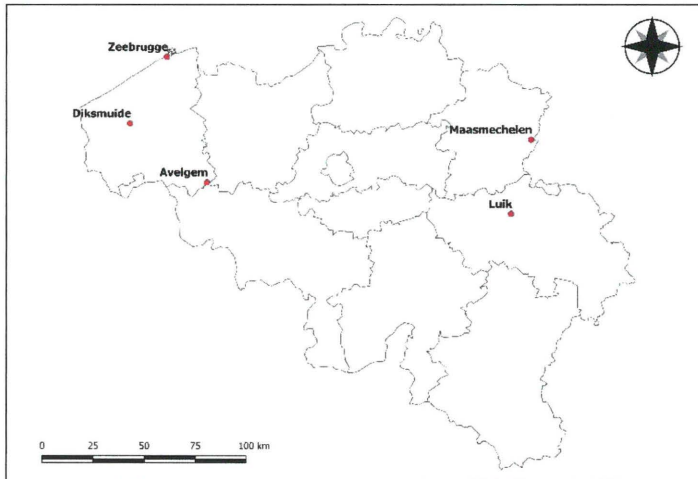 Zeebrugge
Diksmuide
Maasmechelen
Avelgem
Luik
0 25 50 75 100 km